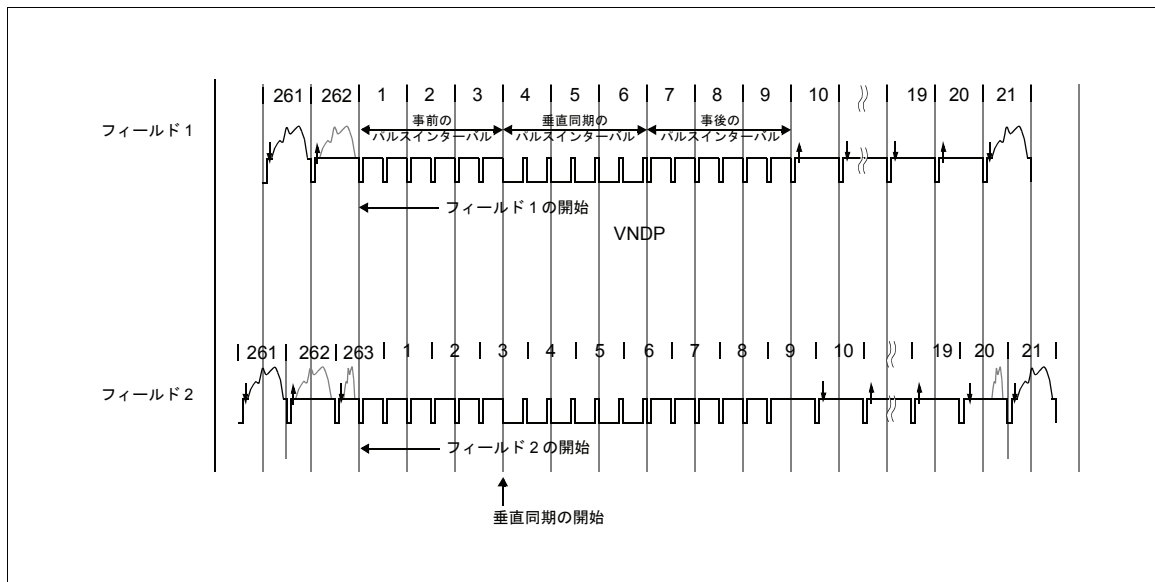 261 262 1 2 3 4 5 6 7 8 9 10 19 20 21
フィールド 1
事前の 垂直同期の 事後の
パルスインターバル パルスインターバル パルスインターバル
フィールド 1 の開始
VNDP
261 262 263 1 2 3 4 5 6 7 8 9 10 19 20 21
フィールド 2
フィールド 2 の開始
垂直同期の開始